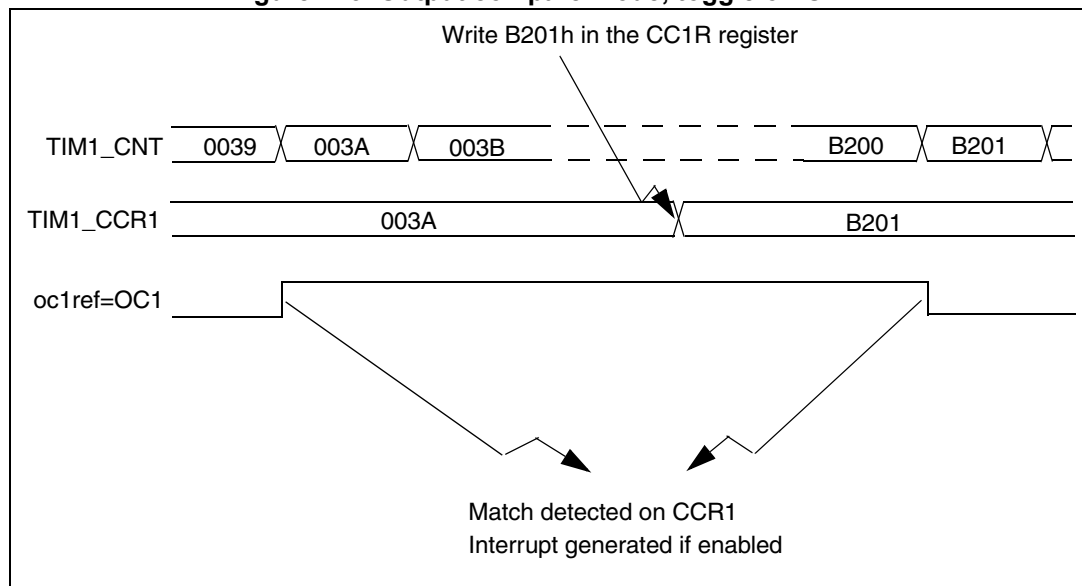 Write B201h in the CC1R register
TIM1_CNT 0039 003A 003B B200 B201
TIM1_CCR1 003A B201
oc1ref=OC1
Match detected on CCR1
Interrupt generated if enabled